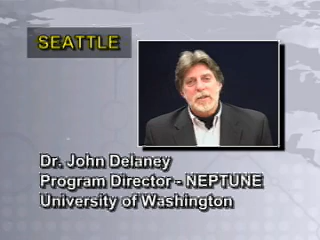 SEATTLE
Dr. John Delaney
Program Director - NEPTUNE
University of Washington